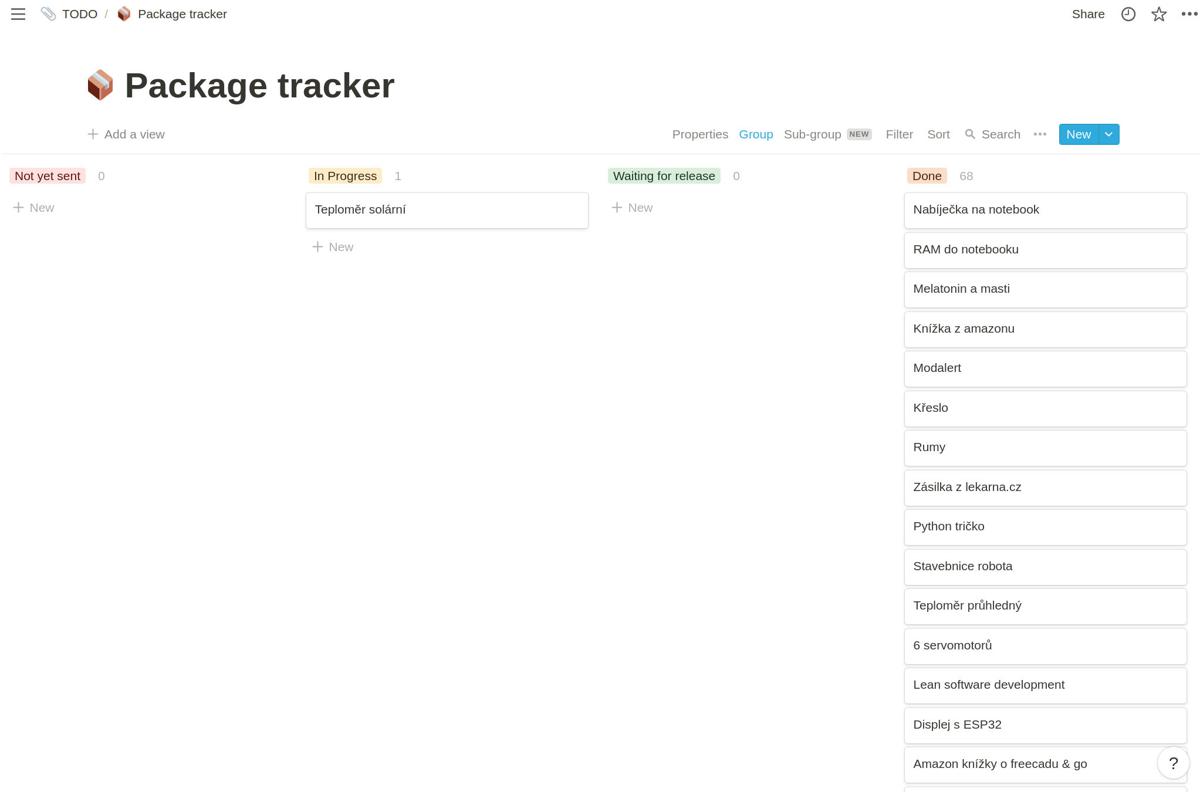 TODO / Package tracker
Share
Package tracker
Add a view
Properties Group Sub-group NEW Filter Sort Search New
Not yet sent 0
New
In Progress 1
Teploměr solární
New
Waiting for release 0
New
Done 68
Nabíječka na notebook
RAM do notebooku
Melatonin a masti
Knížka z amazonu
Modalert
Křeslo
Rumy
Zásilka z lekarna.cz
Python tričko
Stavebnice robota
Teploměr průhledný
6 servomotorů
Lean software development
Displej s ESP32
Amazon knížky o freecadu & go
?